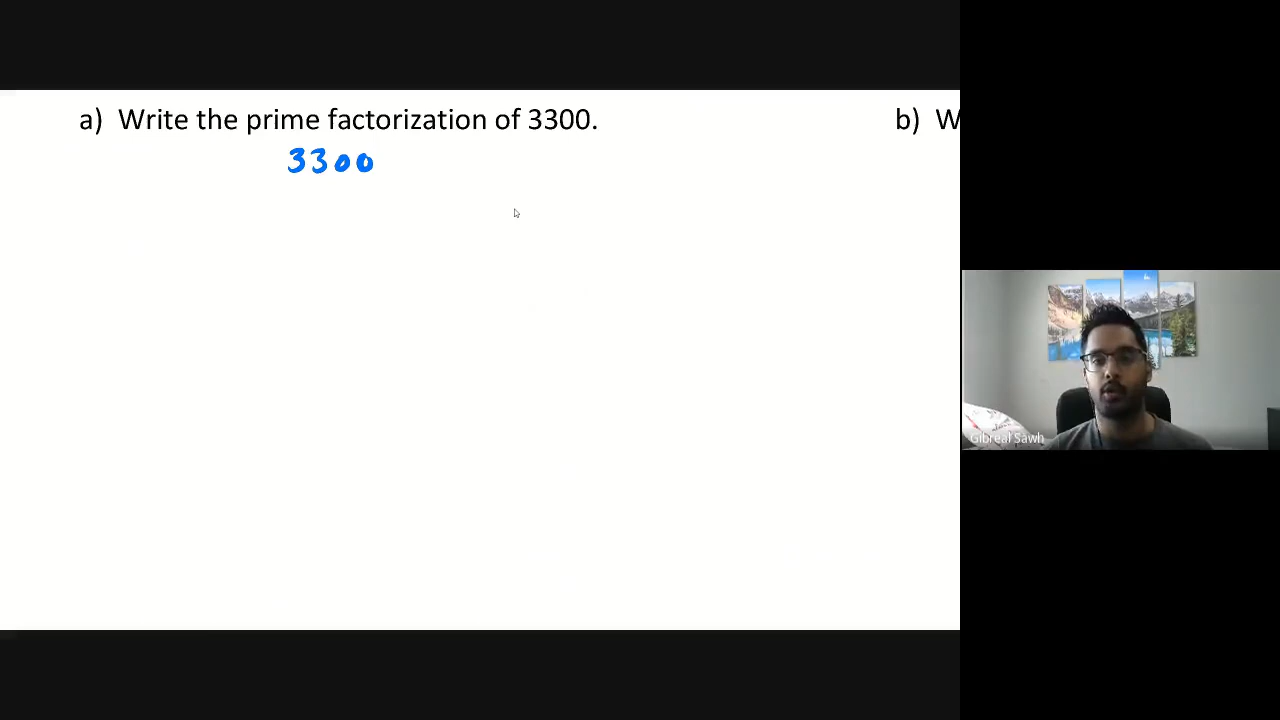 a) Write the prime factorization of 3300.
b) W
3300
Gibreal Sawh